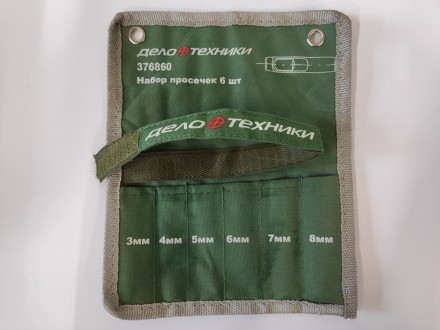 ДЕЛО ТЕХНИКИ
376860
Набор просечек 6 шт
ДЕЛО ТЕХНИКИ
3мм 4мм 5мм 6мм 7мм 8мм